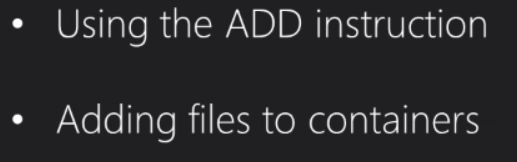 • Using the ADD instruction
• Adding files to containers